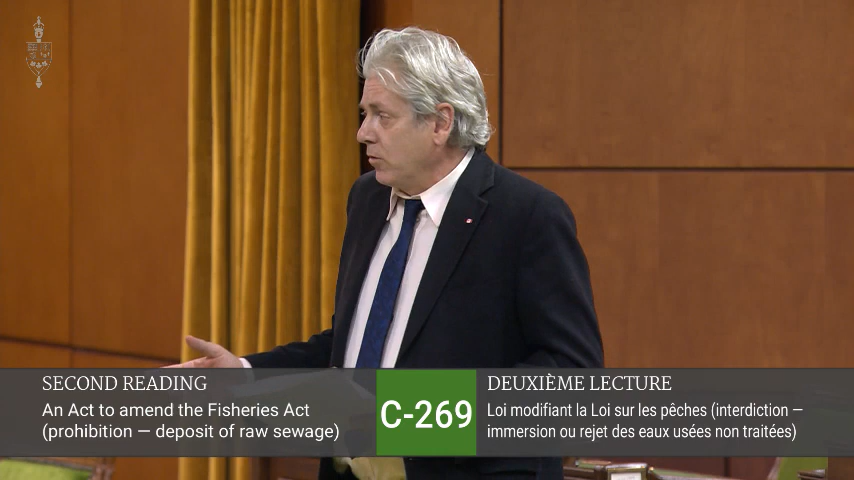 SECOND READING
An Act to amend the Fisheries Act
(prohibition — deposit of raw sewage)
C-269
DEUXIÈME LECTURE
Loi modifiant la Loi sur les pêches (interdiction —
immersion ou rejet des eaux usées non traitées)